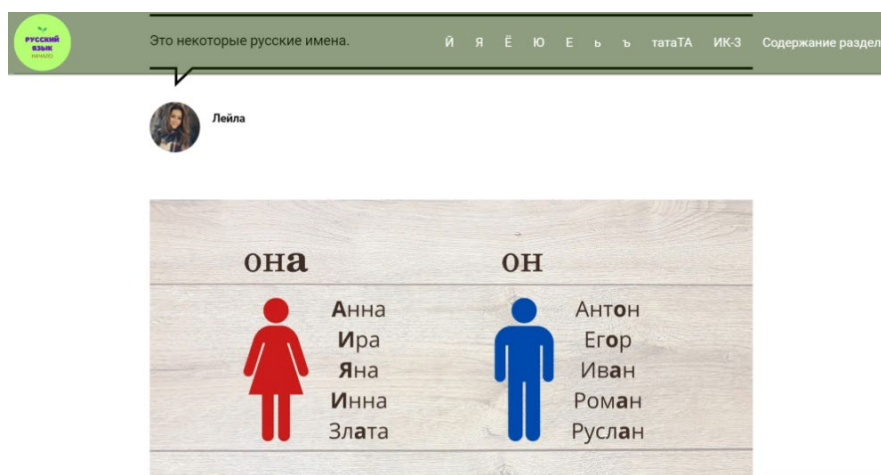 РУССКИЙ
ЯЗЫК
НАЧАЛО
Это некоторые русские имена.
Й Я Ё Ю Е ь ъ татаТА ИК-3 Содержание раздел
Лейла
она
он
Анна
Ира
Яна
Инна
Злата
Антон
Егор
Иван
Роман
Руслан